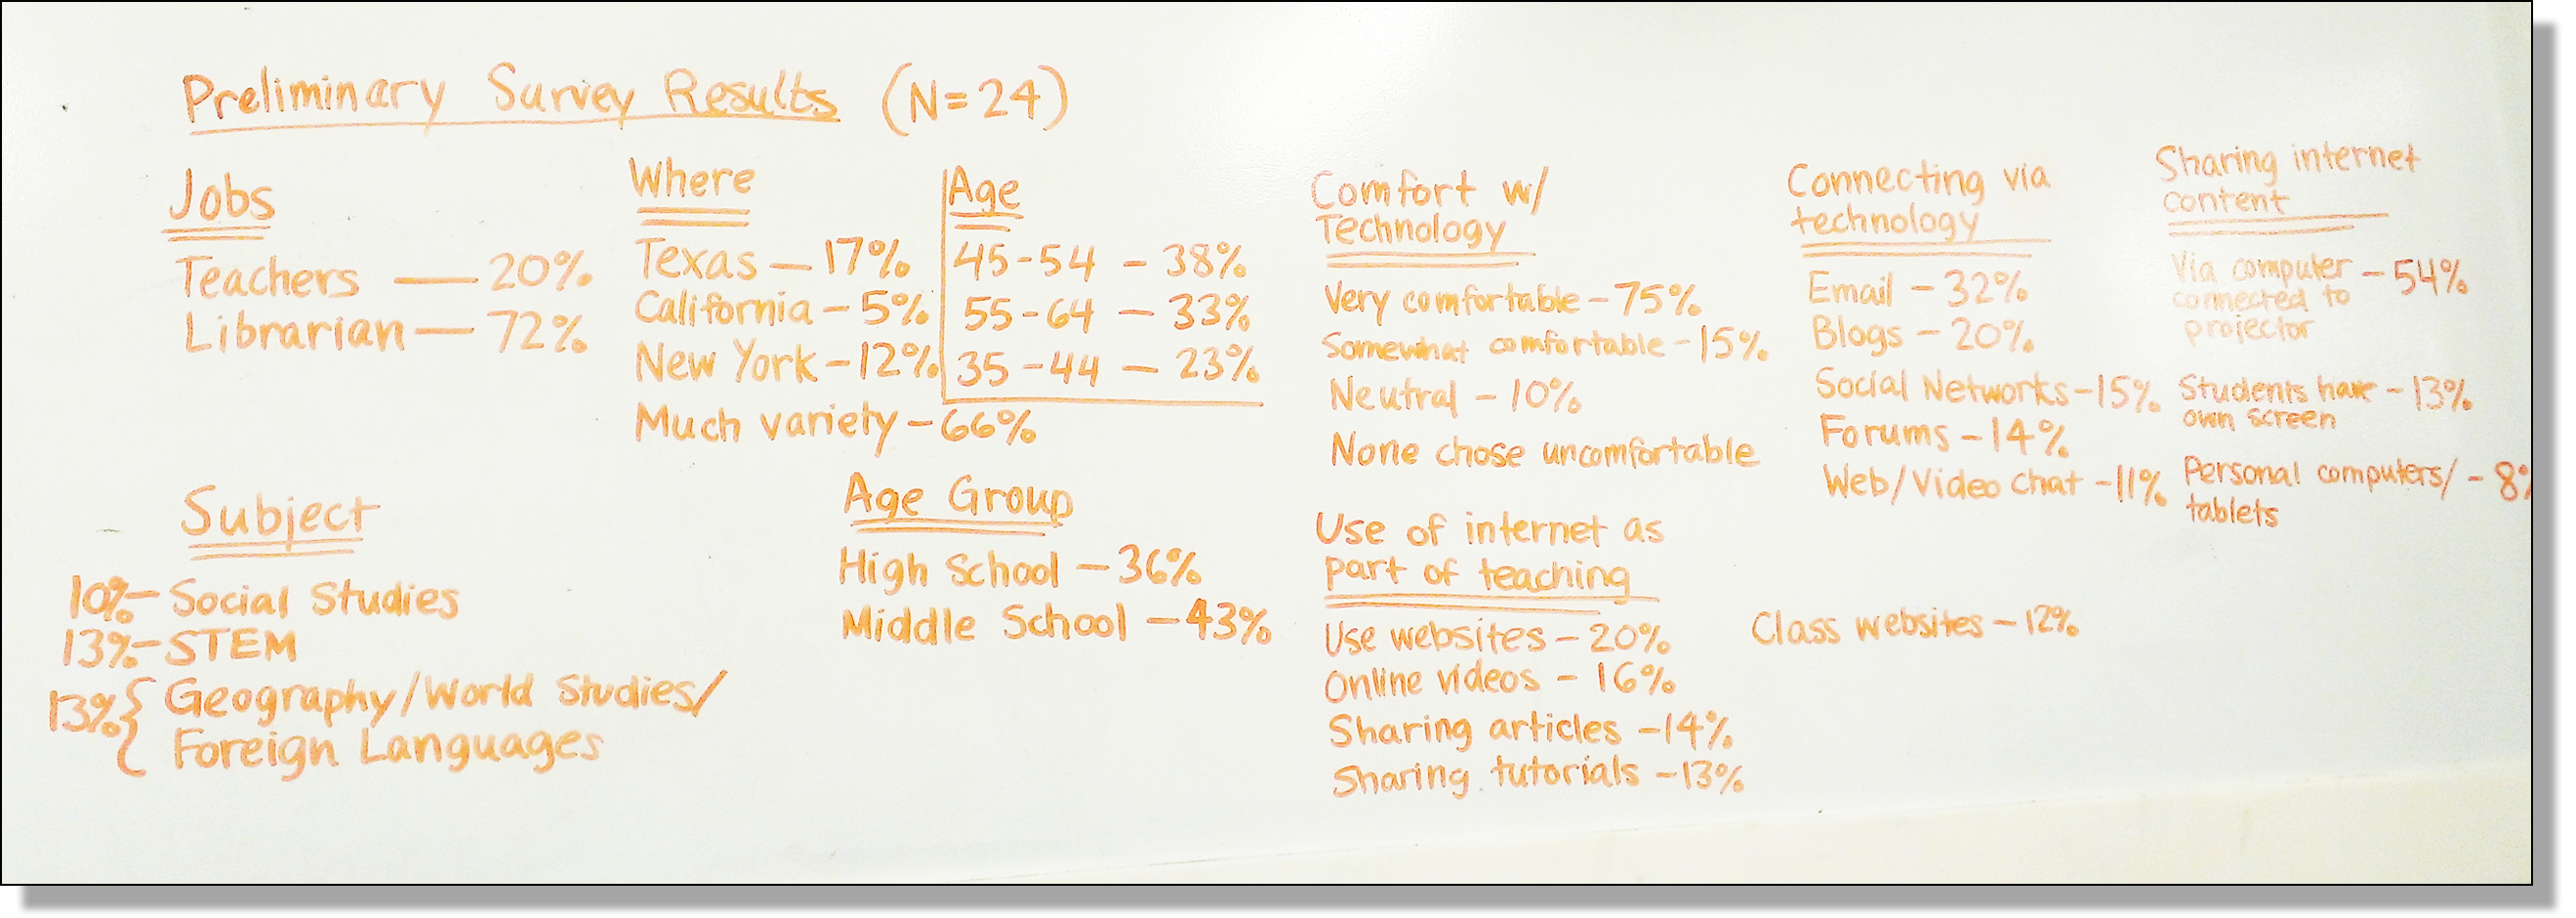 Preliminary Survey Results (N=24)
Jobs
Teachers — 20%
Librarian — 72%
Where
Texas — 17%
California — 5%
New York — 12%
Much variety — 66%
Age
45-54 — 38%
55-64 — 33%
35-44 — 23%
Subject
10% — Social Studies
13% — STEM
13% { Geography/World Studies/
Foreign Languages
Age Group
High School — 36%
Middle School — 43%
Comfort w/
Technology
Very comfortable — 75%
Somewhat comfortable — 15%
Neutral — 10%
None chose uncomfortable
Use of internet as
part of teaching
Use websites — 20%
Online videos — 16%
Sharing articles — 14%
Sharing tutorials — 13%
Class websites — 12%
Connecting via
technology
Email — 32%
Blogs — 20%
Social Networks — 15%
Forums — 14%
Web/Video chat — 11%
Sharing internet
content
Via computer — 54%
connected to
projector
Students have — 13%
own screen
Personal computers/ — 8%
tablets